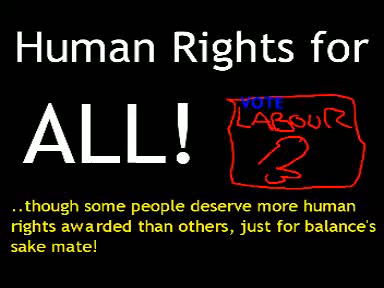 Human Rights for
ALL!
VOTE
LABOUR
2
..though some people deserve more human
rights awarded than others, just for balance's
sake mate!